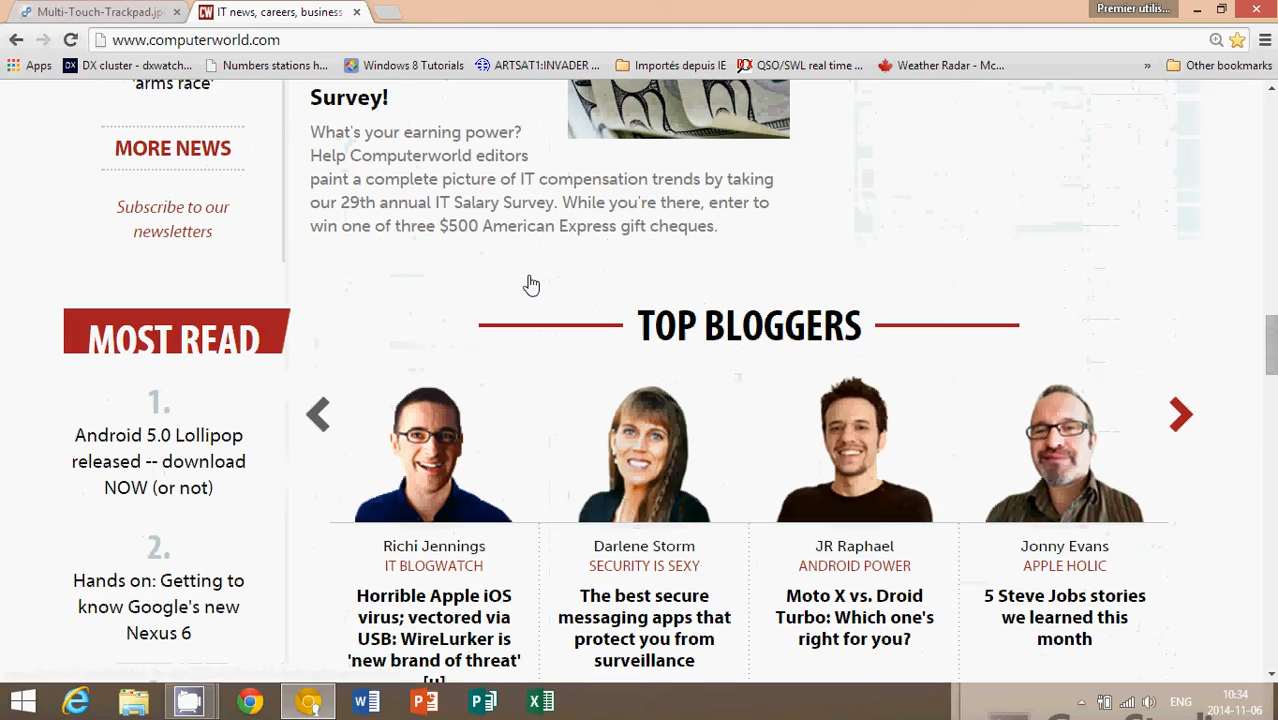 Multi-Touch-Trackpad.jp
IT news, careers, business
Premier utilis...
www.computerworld.com
Apps
DX cluster - dxwatch...
Numbers stations h...
Windows 8 Tutorials
ARTSAT1:INVADER ...
Importés depuis IE
QSO/SWL real time ...
Weather Radar - Mc...
»
Other bookmarks
'arms race'
MORE NEWS
Subscribe to our
newsletters
Survey!
What's your earning power?
Help Computerworld editors
paint a complete picture of IT compensation trends by taking
our 29th annual IT Salary Survey. While you're there, enter to
win one of three $500 American Express gift cheques.
MOST READ
1.
Android 5.0 Lollipop
released -- download
NOW (or not)
2.
Hands on: Getting to
know Google's new
Nexus 6
TOP BLOGGERS
Richi Jennings
IT BLOGWATCH
Horrible Apple iOS
virus; vectored via
USB: WireLurker is
'new brand of threat'
[u]
Darlene Storm
SECURITY IS SEXY
The best secure
messaging apps that
protect you from
surveillance
JR Raphael
ANDROID POWER
Moto X vs. Droid
Turbo: Which one's
right for you?
Jonny Evans
APPLE HOLIC
5 Steve Jobs stories
we learned this
month
ENG
10:34
2014-11-06